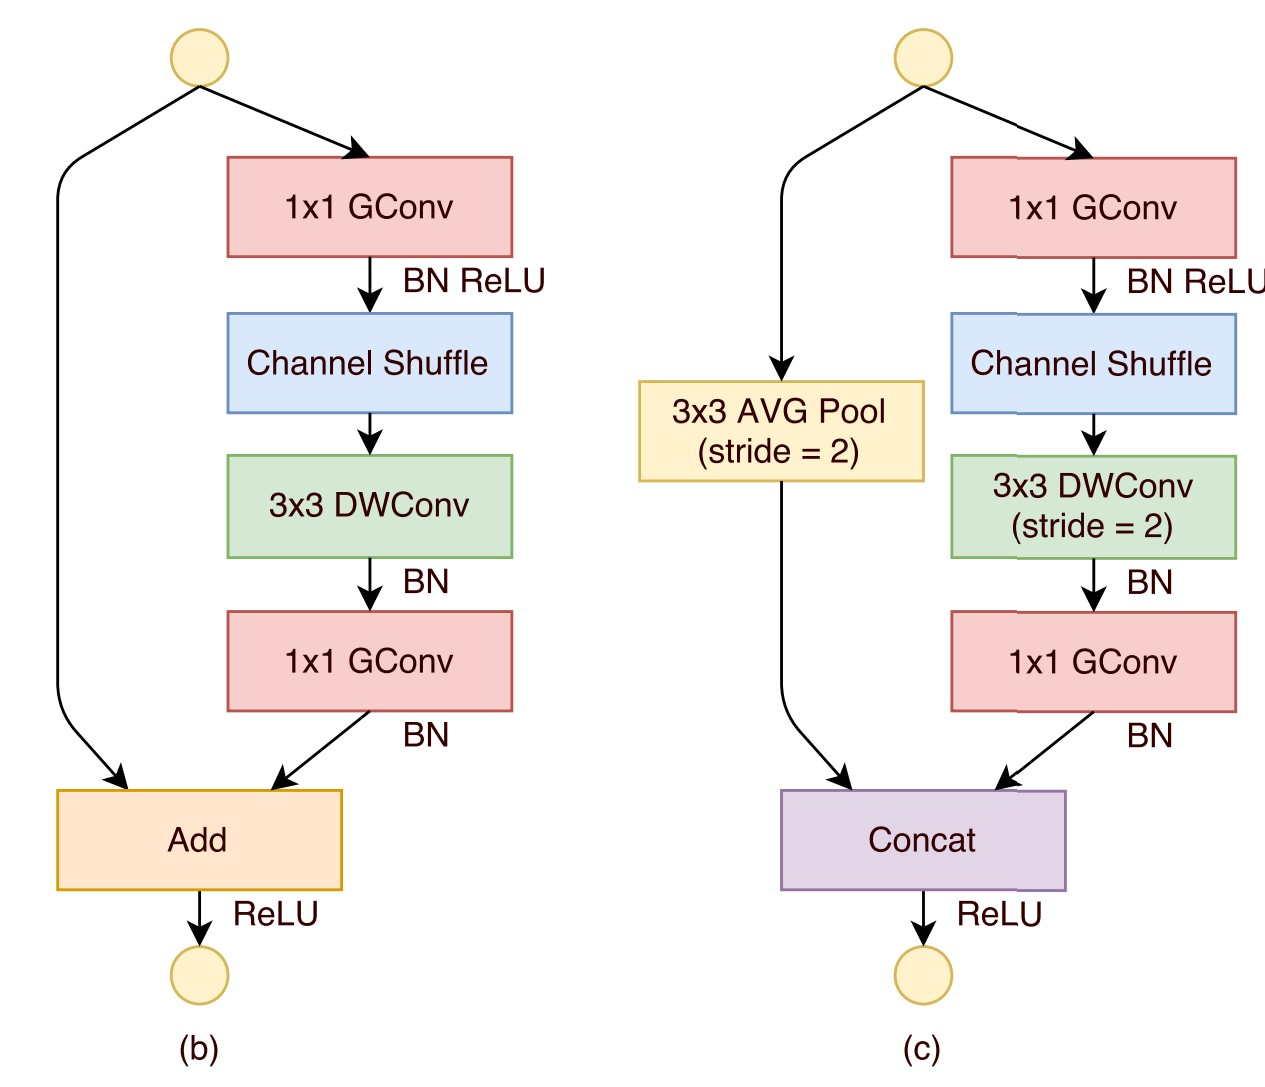 1x1 GConv
BN ReLU
Channel Shuffle
3x3 DWConv
BN
1x1 GConv
BN
Add
ReLU
(b)
1x1 GConv
BN ReLU
Channel Shuffle
3x3 AVG Pool
(stride = 2)
3x3 DWConv
(stride = 2)
BN
1x1 GConv
BN
Concat
ReLU
(c)